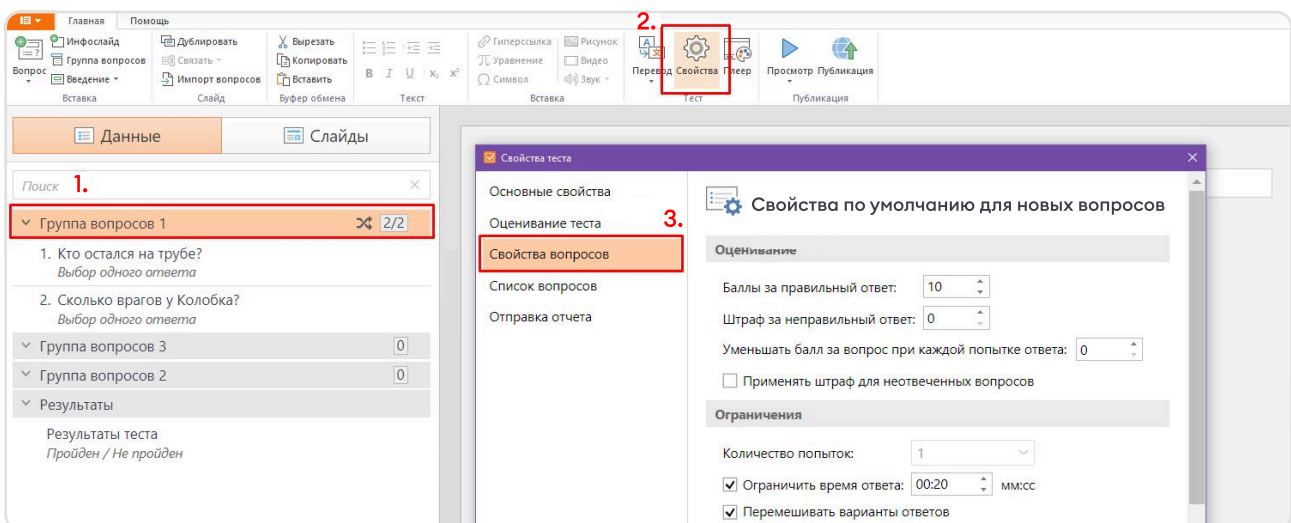 Главная Помощь
2.
Вопрос
Инфослайд
Группа вопросов
Введение
Вставка
Дублировать
Связать
Импорт вопросов
Слайд
Вырезать
Копировать
Вставить
Буфер обмена
B I U X₂ X²
Текст
Гиперссылка
Уравнение
Символ
Рисунок
Видео
Звук
Вставка
Перевод Свойства Плеер
Тест
Просмотр Публикация
Публикация
Данные Слайды
Поиск
1.
Группа вопросов 1 2/2
1. Кто остался на трубе?
Выбор одного ответа
2. Сколько врагов у Колобка?
Выбор одного ответа
Группа вопросов 3 0
Группа вопросов 2 0
Результаты
Результаты теста
Пройден / Не пройден
Свойства теста
Основные свойства
Оценивание теста
3.
Свойства вопросов
Список вопросов
Отправка отчета
Свойства по умолчанию для новых вопросов
Оценивание
Баллы за правильный ответ: 10
Штраф за неправильный ответ: 0
Уменьшать балл за вопрос при каждой попытке ответа: 0
Применять штраф для неотвеченных вопросов
Ограничения
Количество попыток: 1
Ограничить время ответа: 00:20 мм:сс
Перемешивать варианты ответов